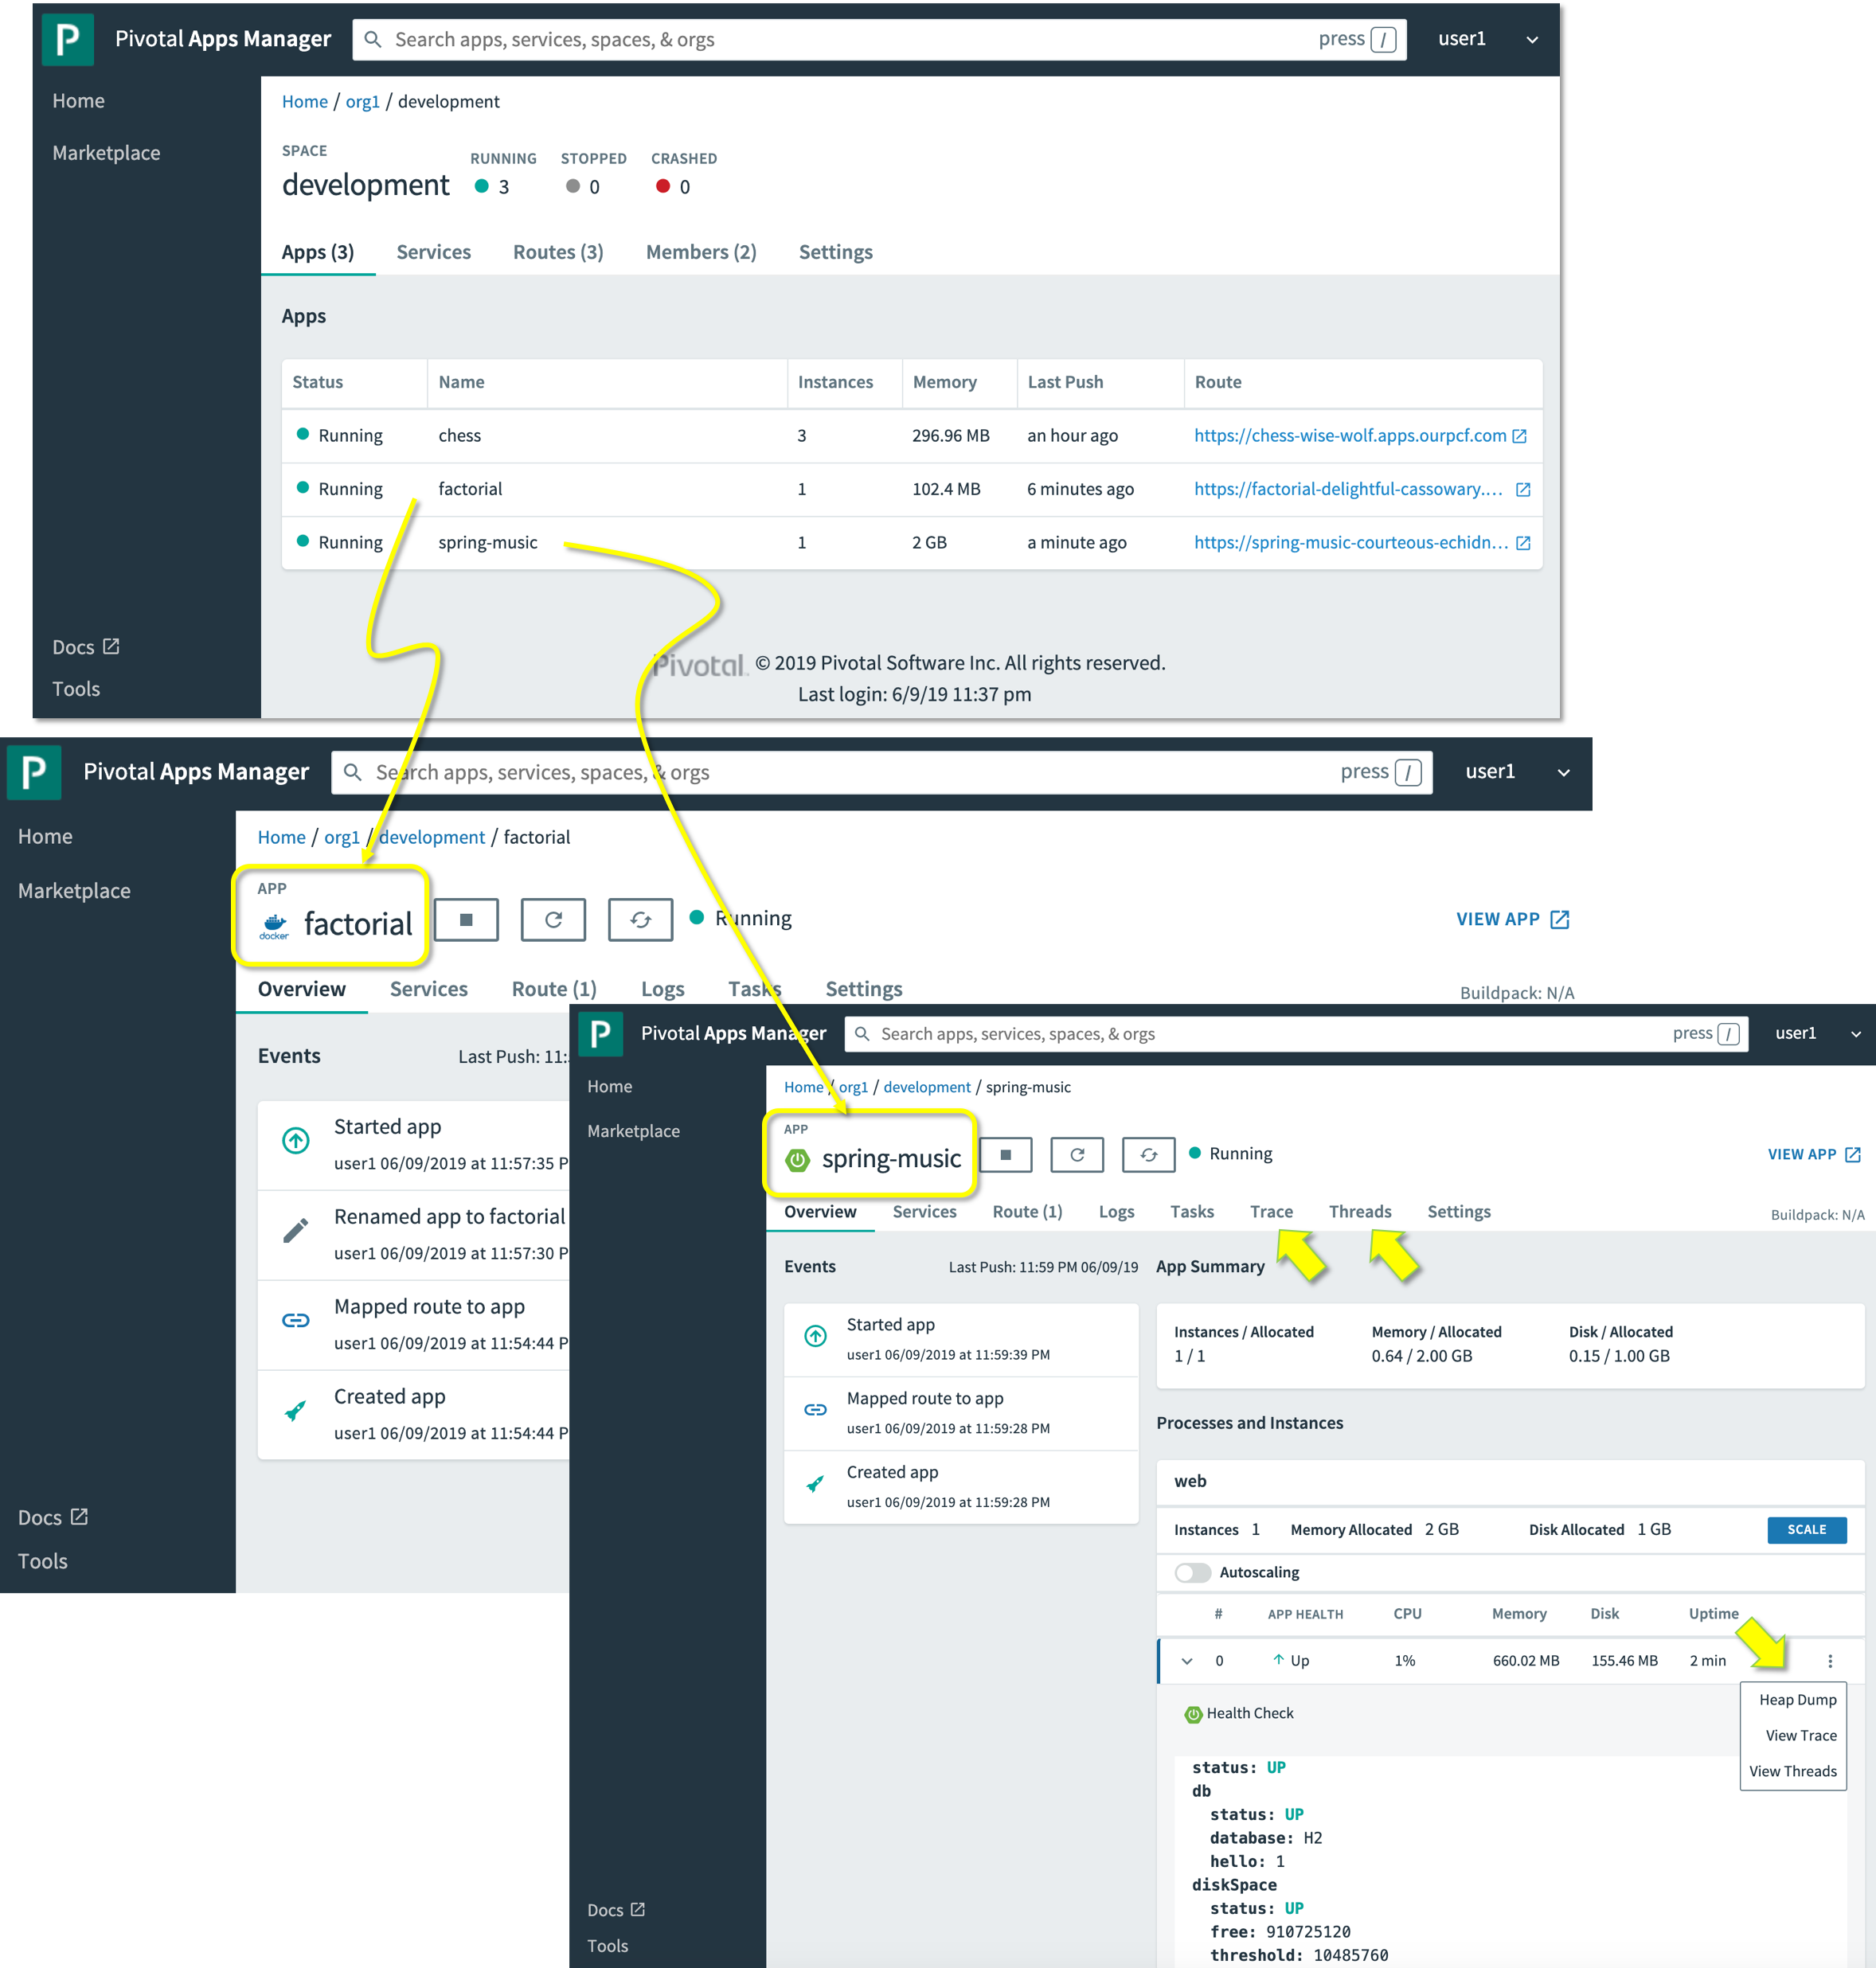 P Pivotal Apps Manager Search apps, services, spaces, & orgs press / user1
Home
Marketplace
Docs
Tools
Home / org1 / development
SPACE
development
RUNNING STOPPED CRASHED
3 0 0
Apps (3) Services Routes (3) Members (2) Settings
Apps
Status Name Instances Memory Last Push Route
Running chess 3 296.96 MB an hour ago https://chess-wise-wolf.apps.ourpcf.com
Running factorial 1 102.4 MB 6 minutes ago https://factorial-delightful-cassowary....
Running spring-music 1 2 GB a minute ago https://spring-music-courteous-echidn...
Pivotal. © 2019 Pivotal Software Inc. All rights reserved.
Last login: 6/9/19 11:37 pm
P Pivotal Apps Manager Search apps, services, spaces, & orgs press / user1
Home
Marketplace
Docs
Tools
Home / org1 / development / factorial
APP
docker factorial Running VIEW APP
Overview Services Route (1) Logs Tasks Settings Buildpack: N/A
Events Last Push: 11:
Started app
user1 06/09/2019 at 11:57:35 P
Renamed app to factorial
user1 06/09/2019 at 11:57:30 P
Mapped route to app
user1 06/09/2019 at 11:54:44 P
Created app
user1 06/09/2019 at 11:54:44 P
P Pivotal Apps Manager Search apps, services, spaces, & orgs press / user1
Home
Marketplace
Docs
Tools
Home / org1 / development / spring-music
APP
spring-music Running VIEW APP
Overview Services Route (1) Logs Tasks Trace Threads Settings Buildpack: N/A
Events Last Push: 11:59 PM 06/09/19
Started app
user1 06/09/2019 at 11:59:39 PM
Mapped route to app
user1 06/09/2019 at 11:59:28 PM
Created app
user1 06/09/2019 at 11:59:28 PM
App Summary
Instances / Allocated Memory / Allocated Disk / Allocated
1 / 1 0.64 / 2.00 GB 0.15 / 1.00 GB
Processes and Instances
web
Instances 1 Memory Allocated 2 GB Disk Allocated 1 GB SCALE
Autoscaling
# APP HEALTH CPU Memory Disk Uptime
0 Up 1% 660.02 MB 155.46 MB 2 min
Heap Dump
View Trace
View Threads
Health Check
status: UP
db
status: UP
database: H2
hello: 1
diskSpace
status: UP
free: 910725120
threshold: 10485760